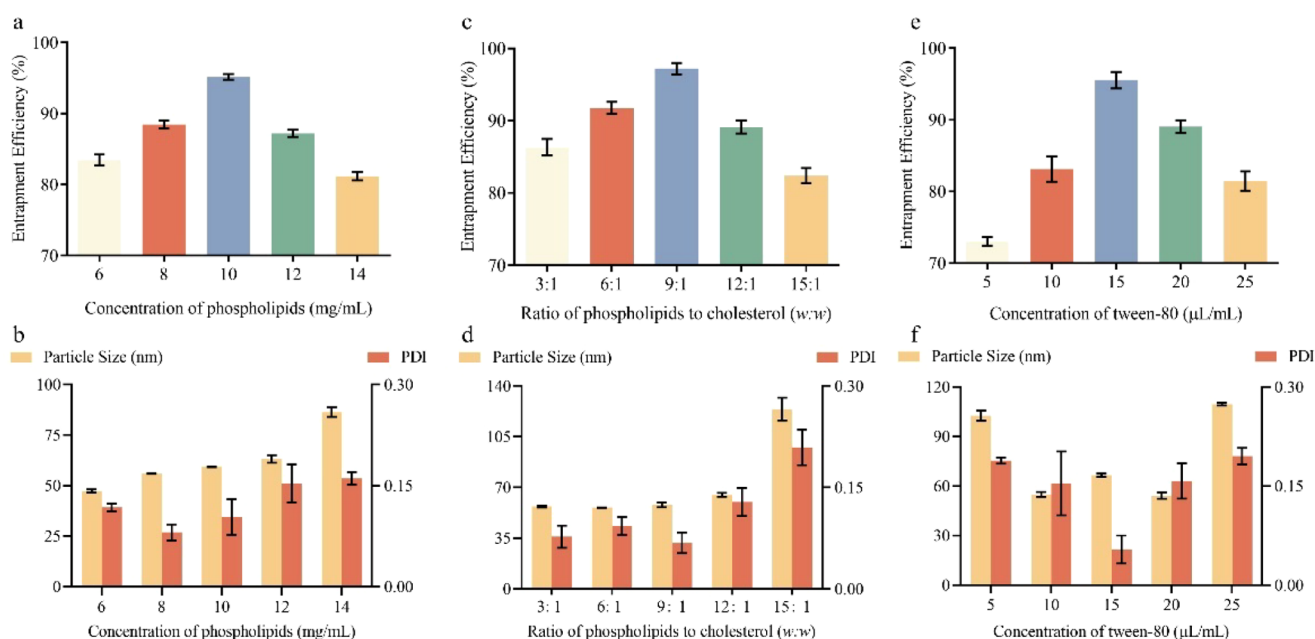 a
Entrapment Efficiency (%)
100
90
80
70
6 8 10 12 14
Concentration of phospholipids (mg/mL)
c
Entrapment Efficiency (%)
100
90
80
70
3:1 6:1 9:1 12:1 15:1
Ratio of phospholipids to cholesterol (w:w)
e
Entrapment Efficiency (%)
100
90
80
70
5 10 15 20 25
Concentration of tween-80 (μL/mL)
b
Particle Size (nm) PDI
100
75
50
25
0
0.30
0.15
0.00
6 8 10 12 14
Concentration of phospholipids (mg/mL)
d
Particle Size (nm) PDI
140
105
70
35
0
0.30
0.15
0.00
3: 1 6: 1 9: 1 12: 1 15: 1
Ratio of phospholipids to cholesterol (w:w)
f
Particle Size (nm) PDI
120
90
60
30
0
0.30
0.15
0.00
5 10 15 20 25
Concentration of tween-80 (μL/mL)